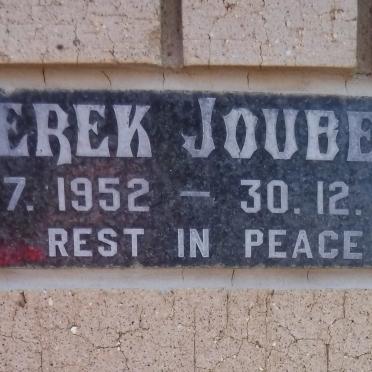 EREK JOUBE
7. 1952 – 30. 12.
REST IN PEACE